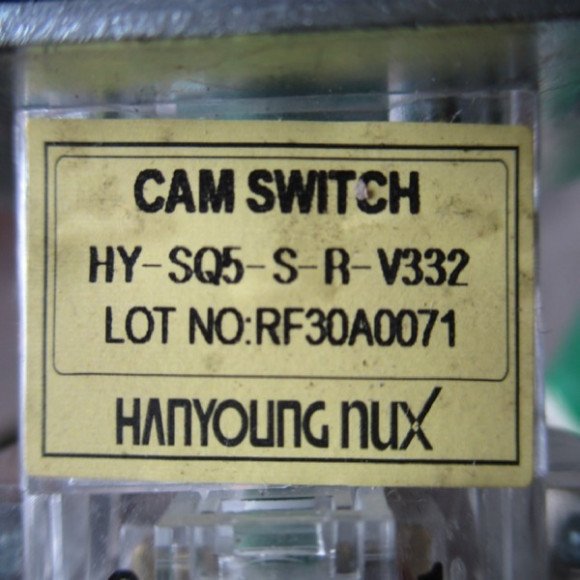 CAM SWITCH
HY-SQ5-S-R-V332
LOT NO:RF30A0071
HANYOUNG nux